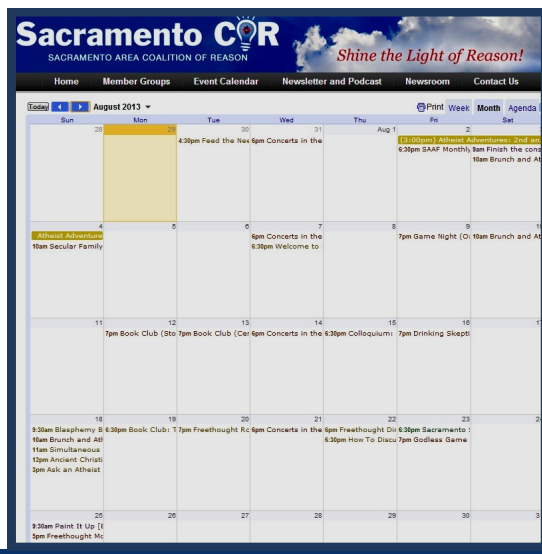 Sacramento COR
SACRAMENTO AREA COALITION OF REASON
Shine the Light of Reason!
Home Member Groups Event Calendar Newsletter and Podcast Newsroom Contact Us
Today August 2013 Print Week Month Agenda
Sun Mon Tue Wed Thu Fri Sat
28 29 30 31 Aug 1 2
4:30pm Feed the Nee 6pm Concerts in the (3:00pm) Atheist Adventures: 2nd an
6:30pm SAAF Monthly 9am Finish the cons
10am Brunch and At
4 5 6 7 8 9 1
Atheist Adventure 6pm Concerts in the 7pm Game Night (O 10am Brunch and At
10am Secular Family 6:30pm Welcome to
11 12 13 14 15 16
7pm Book Club (Sto 7pm Book Club (Cer 6pm Concerts in the 6:30pm Colloquium: 7pm Drinking Skepti
18 19 20 21 22 23 2
9:30am Blasphemy B 6:30pm Book Club: T 7pm Freethought Ro 6pm Concerts in the 6pm Freethought Di 6:30pm Sacramento
10am Brunch and Ath 6:30pm How To Discu 7pm Godless Game
11am Simultaneous
12pm Ancient Christi
3pm Ask an Atheist
25 26 27 28 29 30 3
9:30am Paint It Up [
5pm Freethought Mo